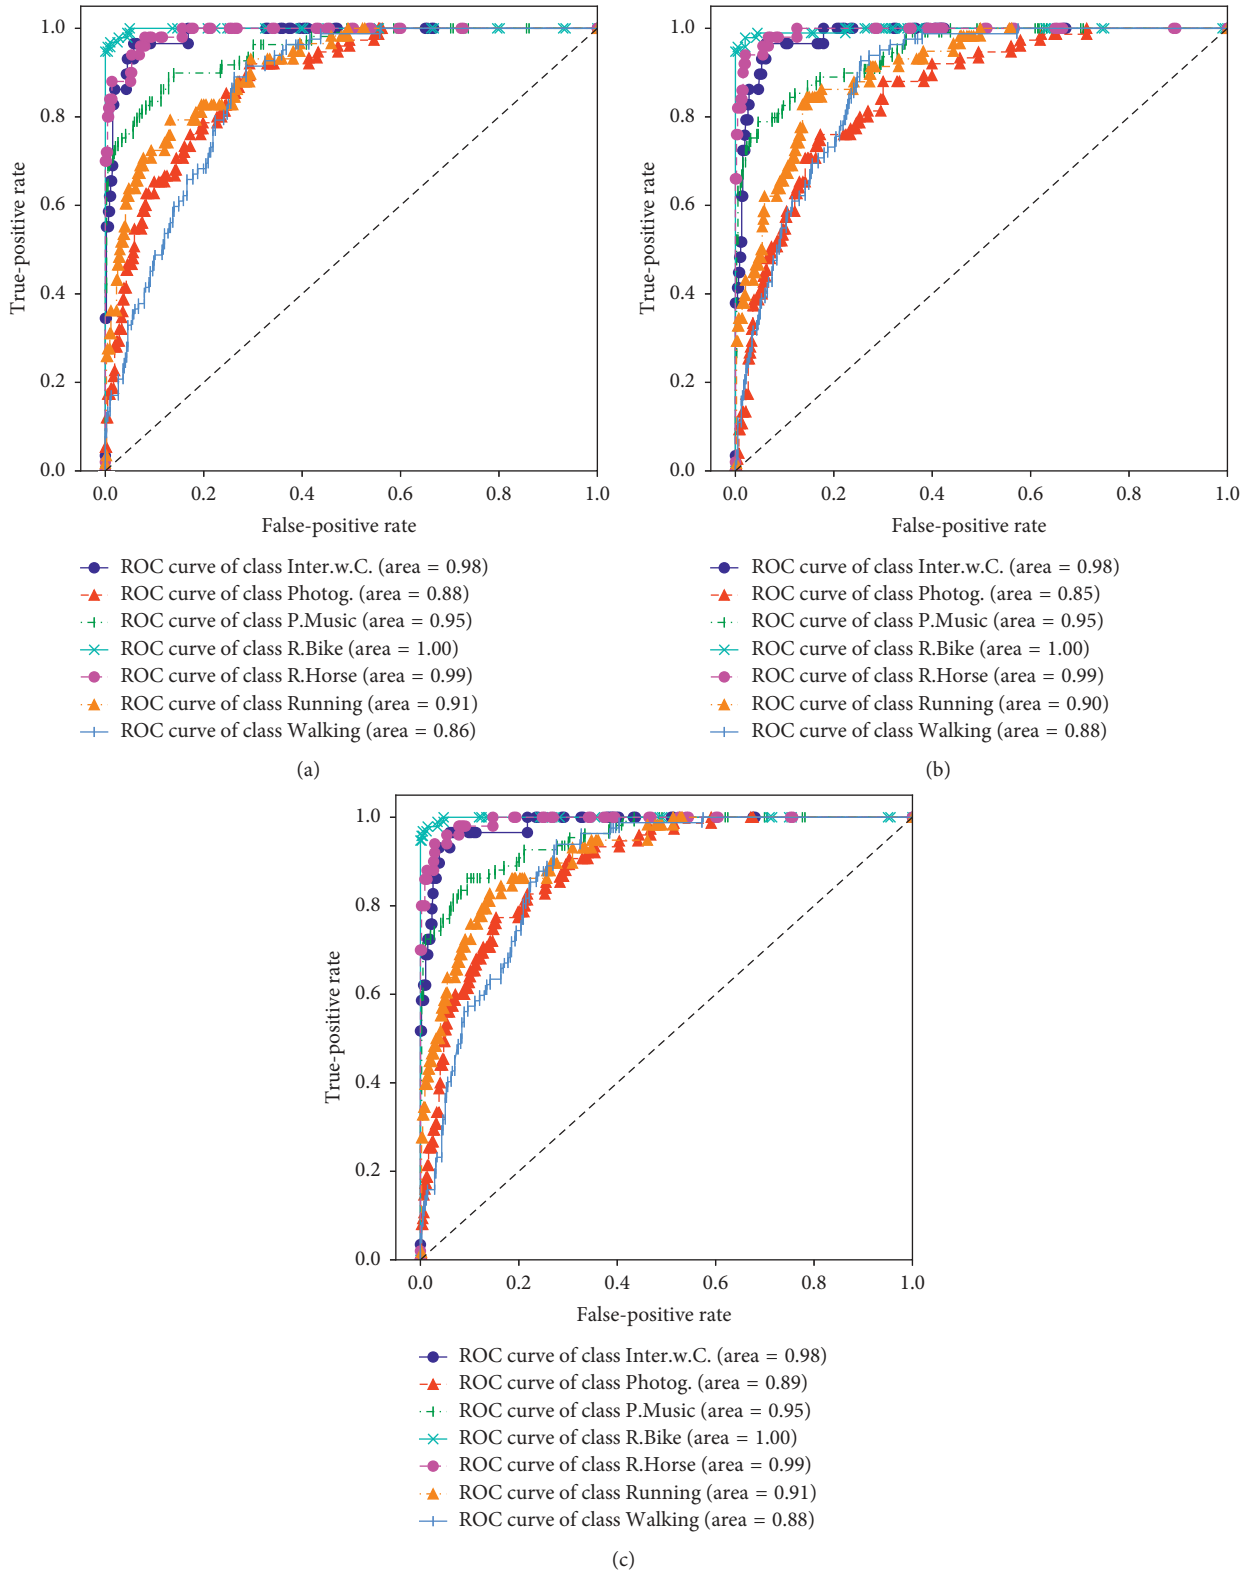 1.0
0.8
0.6
0.4
0.2
0.0
True-positive rate
0.0 0.2 0.4 0.6 0.8 1.0
False-positive rate
ROC curve of class Inter.w.C. (area = 0.98)
ROC curve of class Photog. (area = 0.88)
ROC curve of class P.Music (area = 0.95)
ROC curve of class R.Bike (area = 1.00)
ROC curve of class R.Horse (area = 0.99)
ROC curve of class Running (area = 0.91)
ROC curve of class Walking (area = 0.86)
(a)
1.0
0.8
0.6
0.4
0.2
0.0
True-positive rate
0.0 0.2 0.4 0.6 0.8 1.0
False-positive rate
ROC curve of class Inter.w.C. (area = 0.98)
ROC curve of class Photog. (area = 0.85)
ROC curve of class P.Music (area = 0.95)
ROC curve of class R.Bike (area = 1.00)
ROC curve of class R.Horse (area = 0.99)
ROC curve of class Running (area = 0.90)
ROC curve of class Walking (area = 0.88)
(b)
1.0
0.8
0.6
0.4
0.2
0.0
True-positive rate
0.0 0.2 0.4 0.6 0.8 1.0
False-positive rate
ROC curve of class Inter.w.C. (area = 0.98)
ROC curve of class Photog. (area = 0.89)
ROC curve of class P.Music (area = 0.95)
ROC curve of class R.Bike (area = 1.00)
ROC curve of class R.Horse (area = 0.99)
ROC curve of class Running (area = 0.91)
ROC curve of class Walking (area = 0.88)
(c)